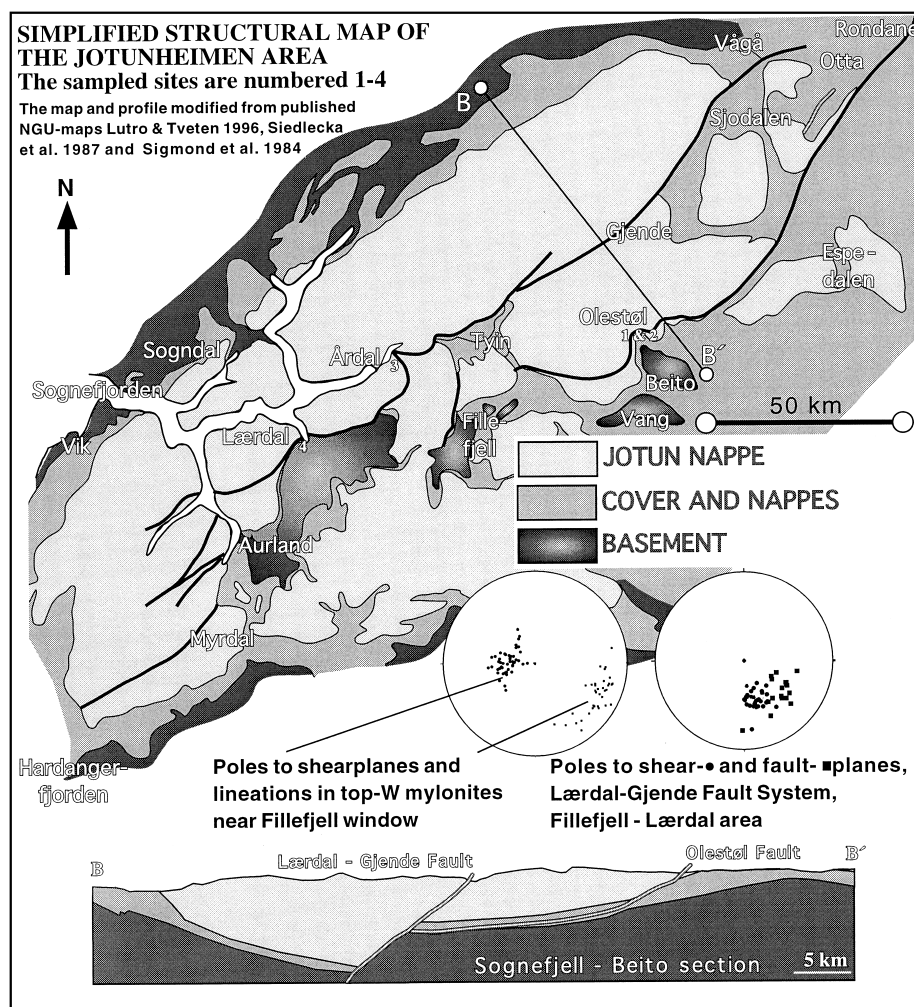 SIMPLIFIED STRUCTURAL MAP OF
THE JOTUNHEIMEN AREA
The sampled sites are numbered 1-4
The map and profile modified from published
NGU-maps Lutro & Tveten 1996, Siedlecka
et al. 1987 and Sigmond et al. 1984
N
Vågå
Rondane
Otta
B
Sjodalen
Gjende
Espe-
dalen
Olestøl
1 & 2
Tvin
Årdal
3
Sogndal
B´
Beito
Sognefjorden
50 km
Vang
Fille-
fjell
Lærdal
4
Vik
JOTUN NAPPE
COVER AND NAPPES
BASEMENT
Aurland
Myrdal
Hardanger-
fjorden
Poles to shearplanes and
lineations in top-W mylonites
near Fillefjell window
Poles to shear-● and fault- ■planes,
Lærdal-Gjende Fault System,
Fillefjell - Lærdal area
B
Lærdal - Gjende Fault
Olestøl Fault
B´
Sognefjell - Beito section
5 km